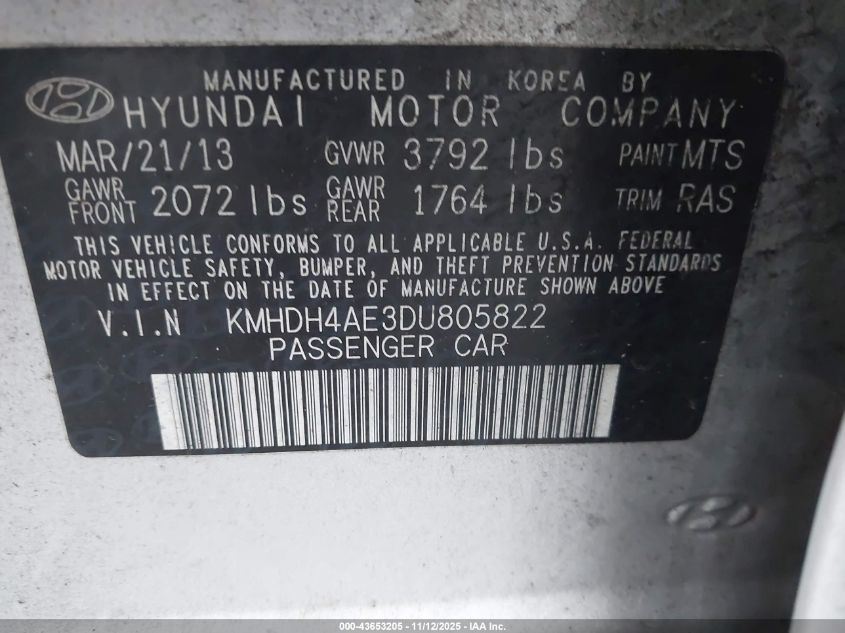 MANUFACTURED IN KOREA BY
HYUNDAI MOTOR COMPANY
MAR/21/13 GVWR 3792 lbs PAINT MTS
GAWR FRONT 2072 lbs GAWR REAR 1764 lbs TRIM RAS
THIS VEHICLE CONFORMS TO ALL APPLICABLE U.S.A. FEDERAL
MOTOR VEHICLE SAFETY, BUMPER, AND THEFT PREVENTION STANDARDS
IN EFFECT ON THE DATE OF MANUFACTURE SHOWN ABOVE
V.I.N KMHDH4AE3DU805822
PASSENGER CAR
000-43653205 - 11/12/2025 - IAA Inc.